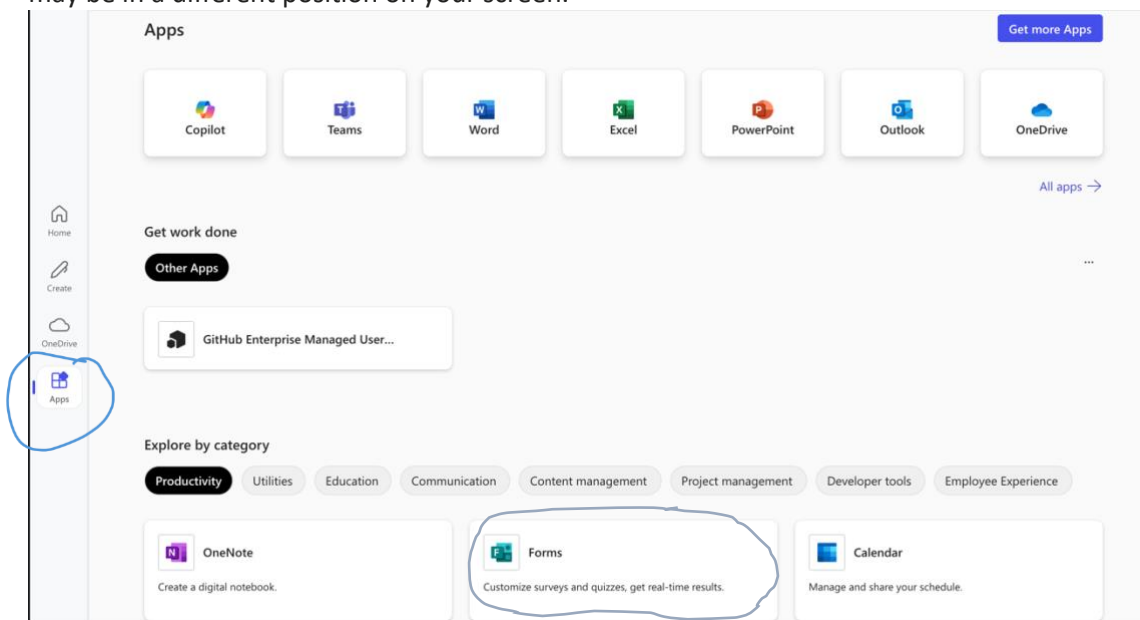 may be in a different position on your screen.
Apps
Get more Apps
Copilot
Teams
Word
Excel
PowerPoint
Outlook
OneDrive
All apps →
Home
Get work done
Other Apps
...
Create
GitHub Enterprise Managed User...
OneDrive
Apps
Explore by category
Productivity
Utilities
Education
Communication
Content management
Project management
Developer tools
Employee Experience
OneNote
Forms
Calendar
Create a digital notebook.
Customize surveys and quizzes, get real-time results.
Manage and share your schedule.